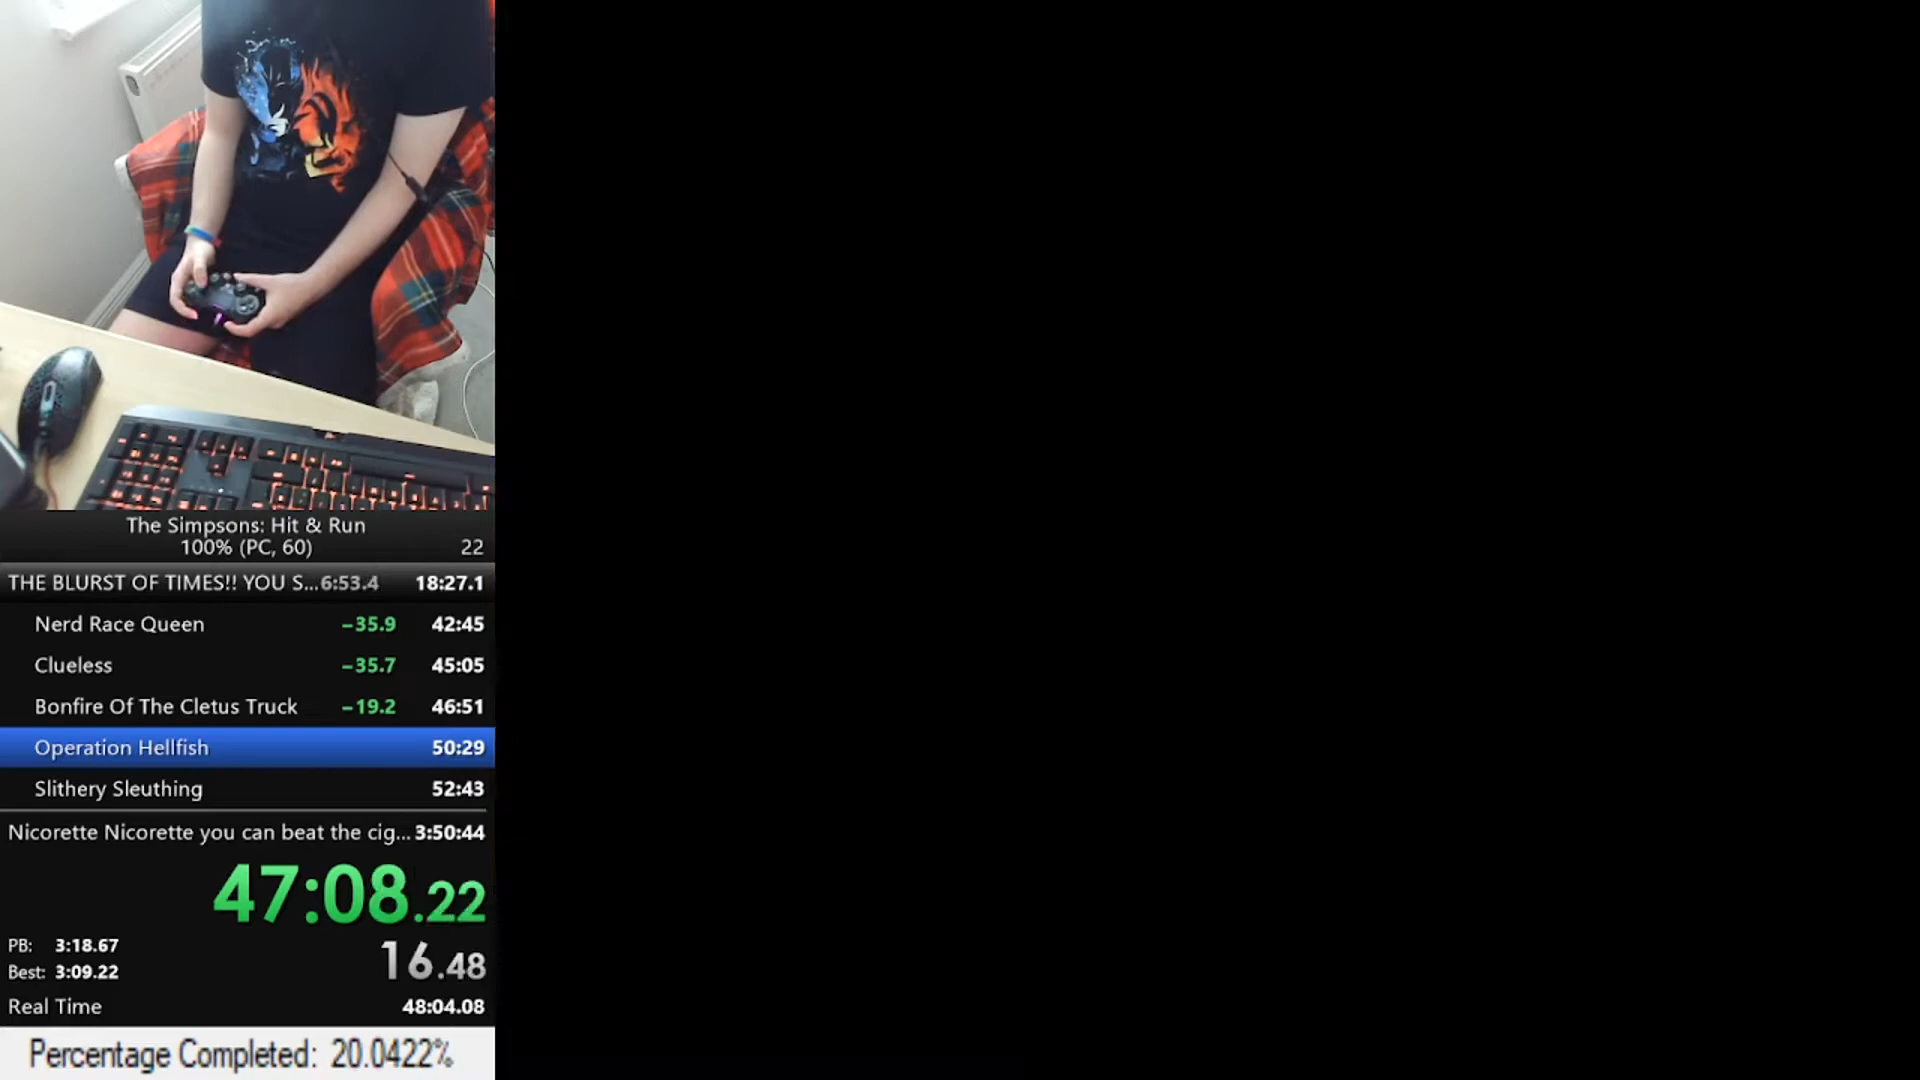 The Simpsons: Hit & Run
100% (PC, 60) 22
THE BLURST OF TIMES!! YOU S...6:53.4 18:27.1
Nerd Race Queen -35.9 42:45
Clueless -35.7 45:05
Bonfire Of The Cletus Truck -19.2 46:51
Operation Hellfish 50:29
Slithery Sleuthing 52:43
Nicorette Nicorette you can beat the cig... 3:50:44
47:08.22
PB: 3:18.67 16.48
Best: 3:09.22
Real Time 48:04.08
Percentage Completed: 20.0422%